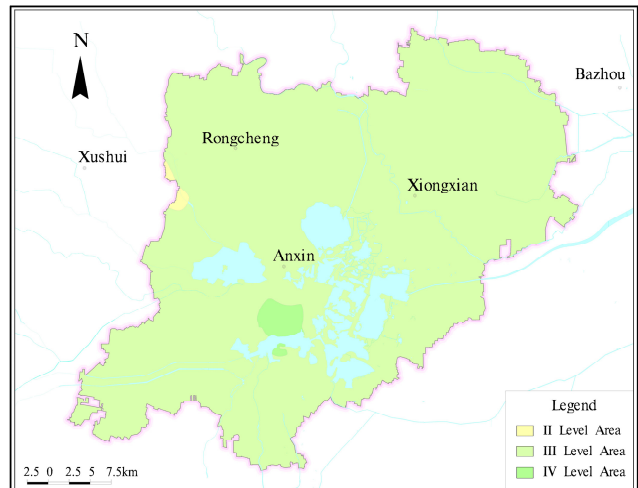 N
Bazhou
Rongcheng
Xushui
Xiongxian
Anxin
Legend
II Level Area
III Level Area
IV Level Area
2.5 0 2.5 5 7.5km